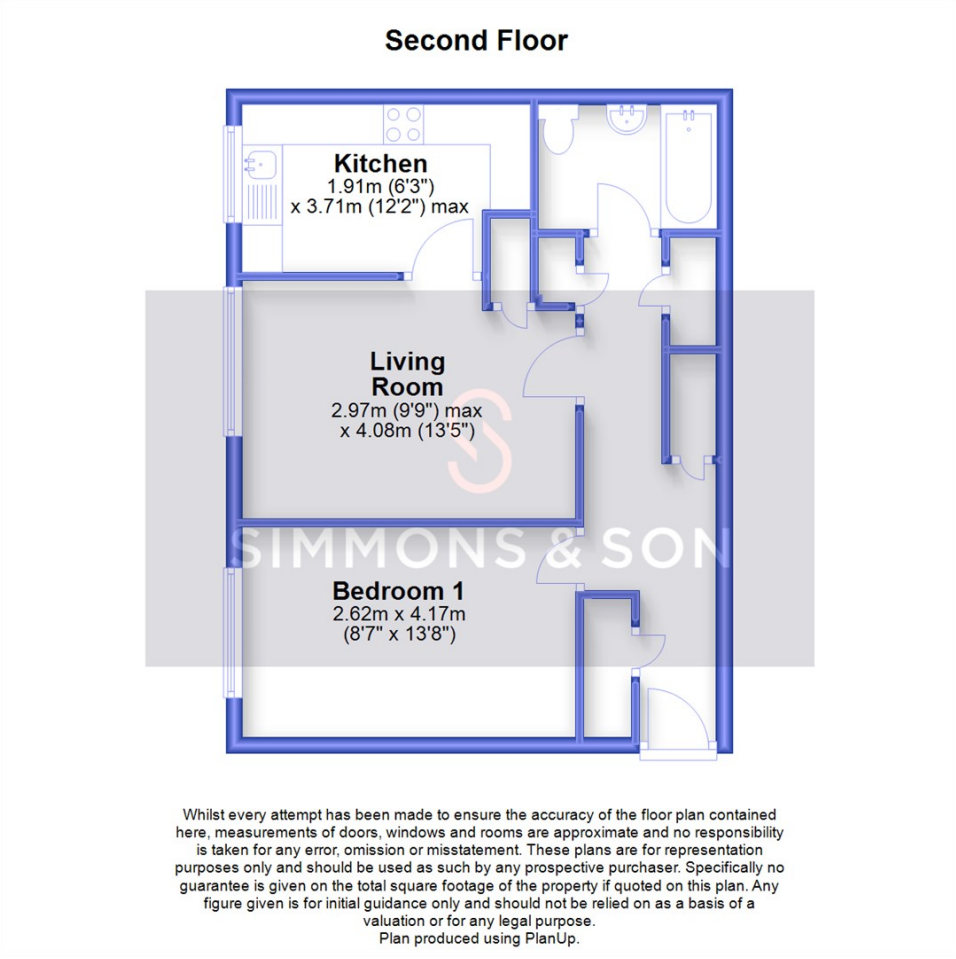 Second Floor
Kitchen
1.91m (6'3")
x 3.71m (12'2") max
Living
Room
2.97m (9'9") max
x 4.08m (13'5")
SIMMONS & SON
Bedroom 1
2.62m x 4.17m
(8'7" x 13'8")
Whilst every attempt has been made to ensure the accuracy of the floor plan contained
here, measurements of doors, windows and rooms are approximate and no responsibility
is taken for any error, omission or misstatement. These plans are for representation
purposes only and should be used as such by any prospective purchaser. Specifically no
guarantee is given on the total square footage of the property if quoted on this plan. Any
figure given is for initial guidance only and should not be relied on as a basis of a
valuation or for any legal purpose.
Plan produced using PlanUp.